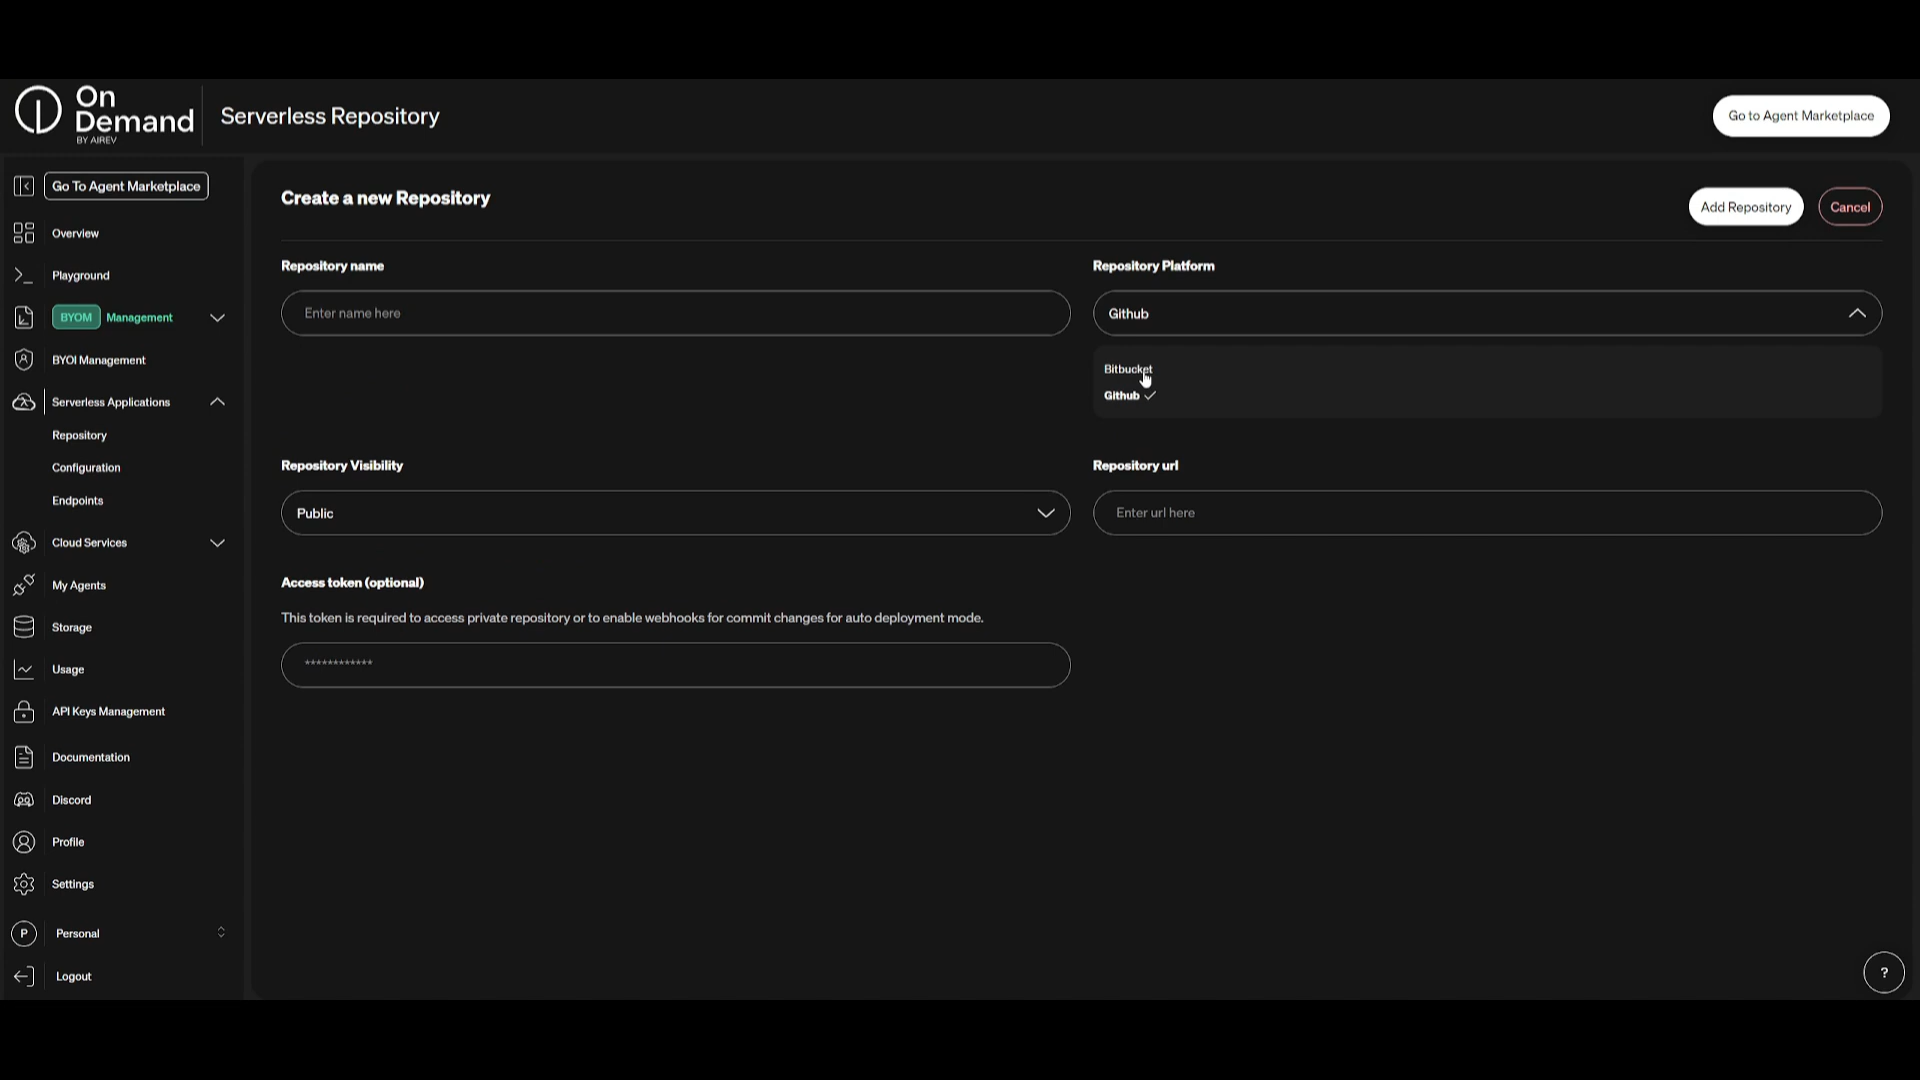 On
Demand
BY AIREV
Serverless Repository
Go to Agent Marketplace
Go To Agent Marketplace
Overview
Playground
BYOM Management
BYOI Management
Serverless Applications
Repository
Configuration
Endpoints
Cloud Services
My Agents
Storage
Usage
API Keys Management
Documentation
Discord
Profile
Settings
P Personal
Logout
Create a new Repository
Add Repository
Cancel
Repository name
Enter name here
Repository Platform
Github
Bitbucket
Github
Repository Visibility
Public
Repository url
Enter url here
Access token (optional)
This token is required to access private repository or to enable webhooks for commit changes for auto deployment mode.
************
?